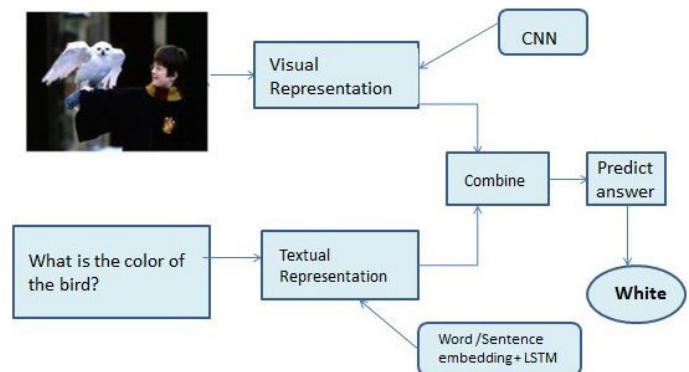 CNN
Visual
Representation
Combine
Predict
answer
What is the color of
the bird?
Textual
Representation
White
Word /Sentence
embedding+ LSTM